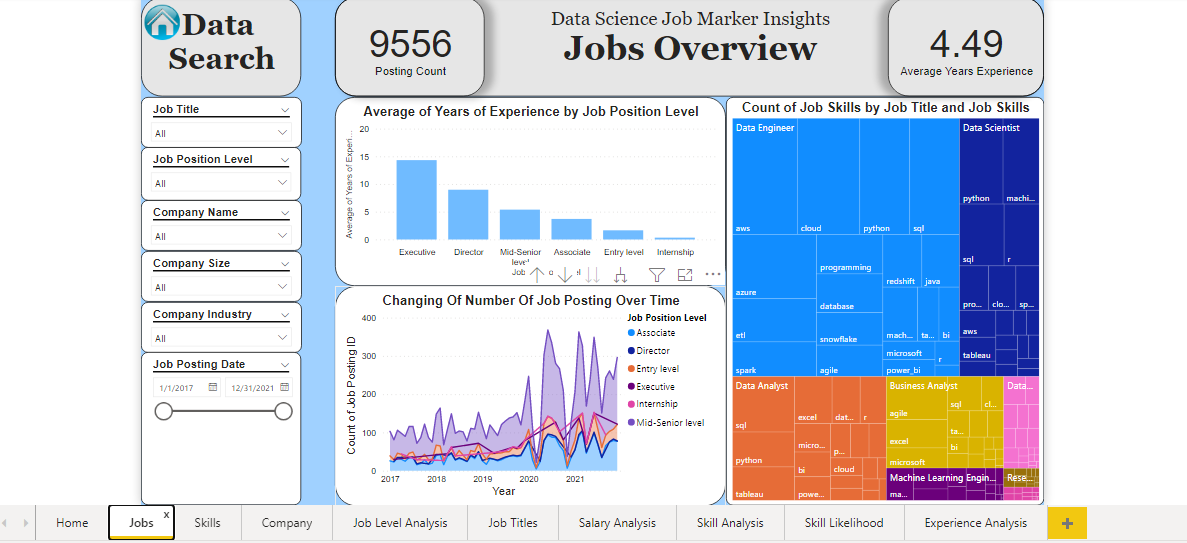 Data
Search
9556
Posting Count
Data Science Job Marker Insights
Jobs Overview
4.49
Average Years Experience
Job Title
All
Job Position Level
All
Company Name
All
Company Size
All
Company Industry
All
Job Posting Date
1/1/2017
12/31/2021
Average of Years of Experience by Job Position Level
Average of Years of Experi...
20
15
10
5
0
Executive
Director
Mid-Senior
level
Associate
Entry level
Internship
Job
Changing Of Number Of Job Posting Over Time
Count of Job Posting ID
400
300
200
100
0
2017
2018
2019
2020
2021
Year
Job Position Level
Associate
Director
Entry level
Executive
Internship
Mid-Senior level
Count of Job Skills by Job Title and Job Skills
Data Engineer
aws
cloud
python
sql
azure
etl
spark
programming
database
snowflake
agile
redshift
java
mach...
ta...
bi
microsoft
r
power_bi
Data Scientist
python
machi...
sql
r
pro...
clo...
sp...
aws
tableau
Data Analyst
sql
python
tableau
excel
dat...
r
micro...
p...
bi
cloud
powe...
Business Analyst
agile
excel
microsoft
sql
cl...
ta...
bi
Data...
Machine Learning Engin...
ma...
Rese...
Home
Jobs
x
Skills
Company
Job Level Analysis
Job Titles
Salary Analysis
Skill Analysis
Skill Likelihood
Experience Analysis
+